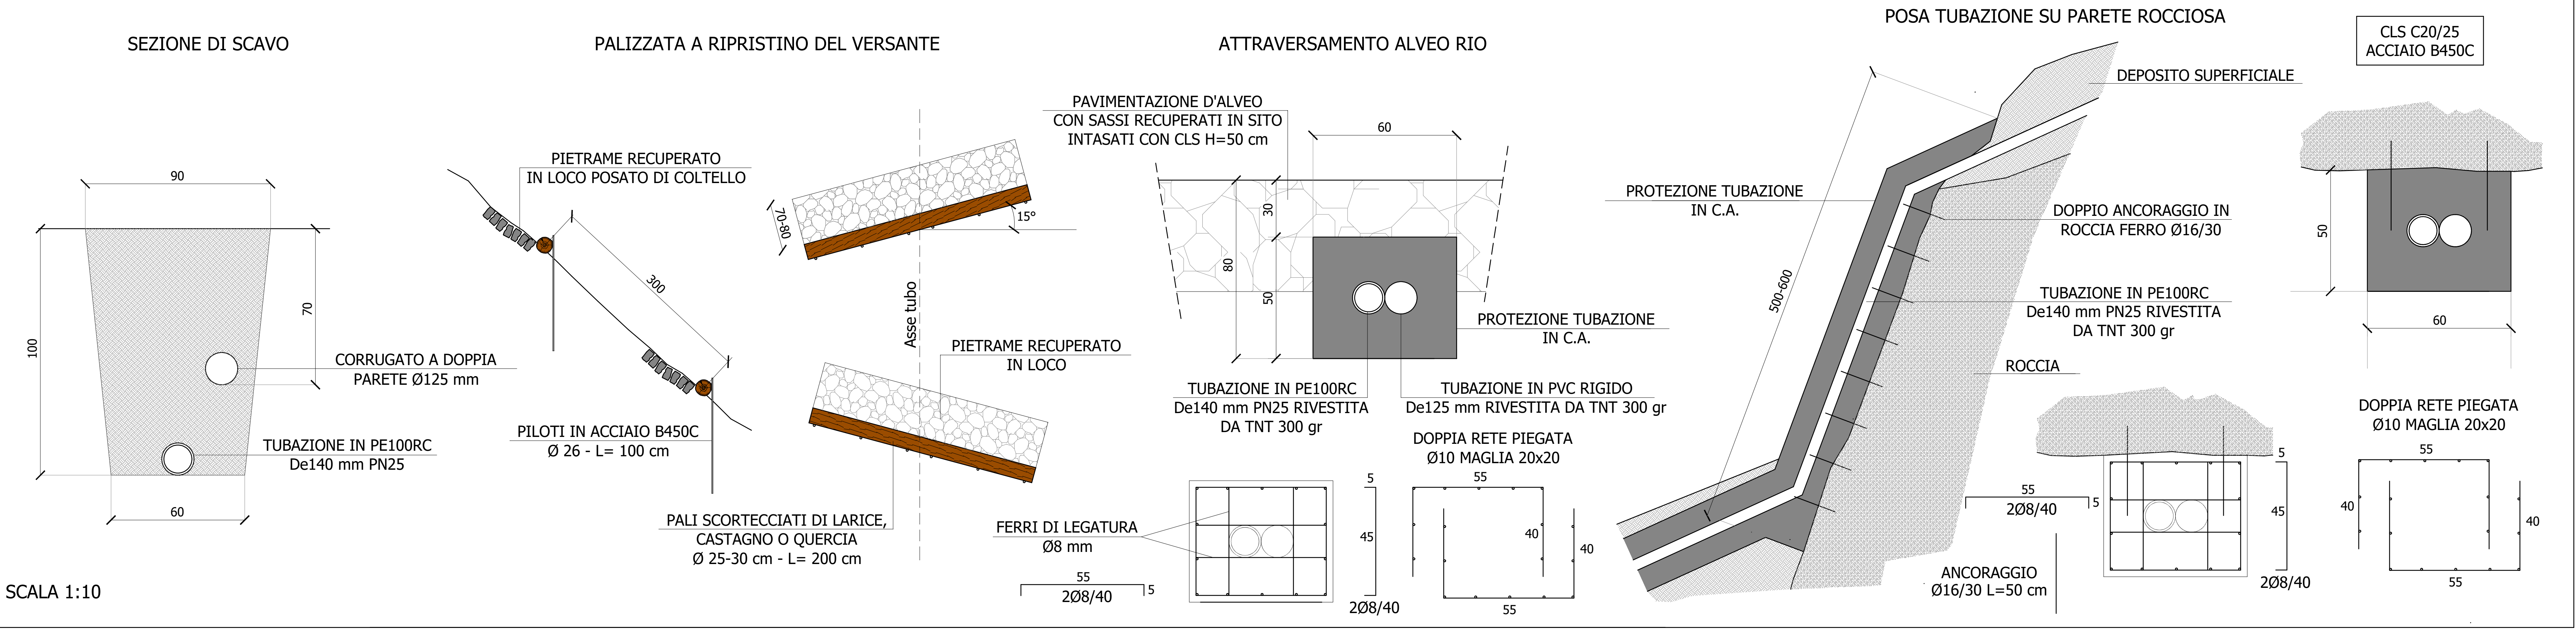 SEZIONE DI SCAVO
90
100
70
CORRUGATO A DOPPIA
PARETE Ø125 mm
TUBAZIONE IN PE100RC
De140 mm PN25
60
SCALA 1:10
PALIZZATA A RIPRISTINO DEL VERSANTE
PIETRAME RECUPERATO
IN LOCO POSATO DI COLTELLO
300
PILOTI IN ACCIAIO B450C
Ø 26 - L= 100 cm
70-80
15°
Asse tubo
PIETRAME RECUPERATO
IN LOCO
PALI SCORTECCIATI DI LARICE,
CASTAGNO O QUERCIA
Ø 25-30 cm - L= 200 cm
ATTRAVERSAMENTO ALVEO RIO
PAVIMENTAZIONE D'ALVEO
CON SASSI RECUPERATI IN SITO
INTASATI CON CLS H=50 cm
60
30
80
50
PROTEZIONE TUBAZIONE
IN C.A.
TUBAZIONE IN PE100RC
De140 mm PN25 RIVESTITA
DA TNT 300 gr
TUBAZIONE IN PVC RIGIDO
De125 mm RIVESTITA DA TNT 300 gr
DOPPIA RETE PIEGATA
Ø10 MAGLIA 20x20
FERRI DI LEGATURA
Ø8 mm
55
5
2Ø8/40
5
45
2Ø8/40
55
40
40
55
POSA TUBAZIONE SU PARETE ROCCIOSA
DEPOSITO SUPERFICIALE
PROTEZIONE TUBAZIONE
IN C.A.
DOPPIO ANCORAGGIO IN
ROCCIA FERRO Ø16/30
500-600
TUBAZIONE IN PE100RC
De140 mm PN25 RIVESTITA
DA TNT 300 gr
ROCCIA
55
5
2Ø8/40
ANCORAGGIO
Ø16/30 L=50 cm
5
45
2Ø8/40
CLS C20/25
ACCIAIO B450C
50
60
DOPPIA RETE PIEGATA
Ø10 MAGLIA 20x20
55
40
40
55